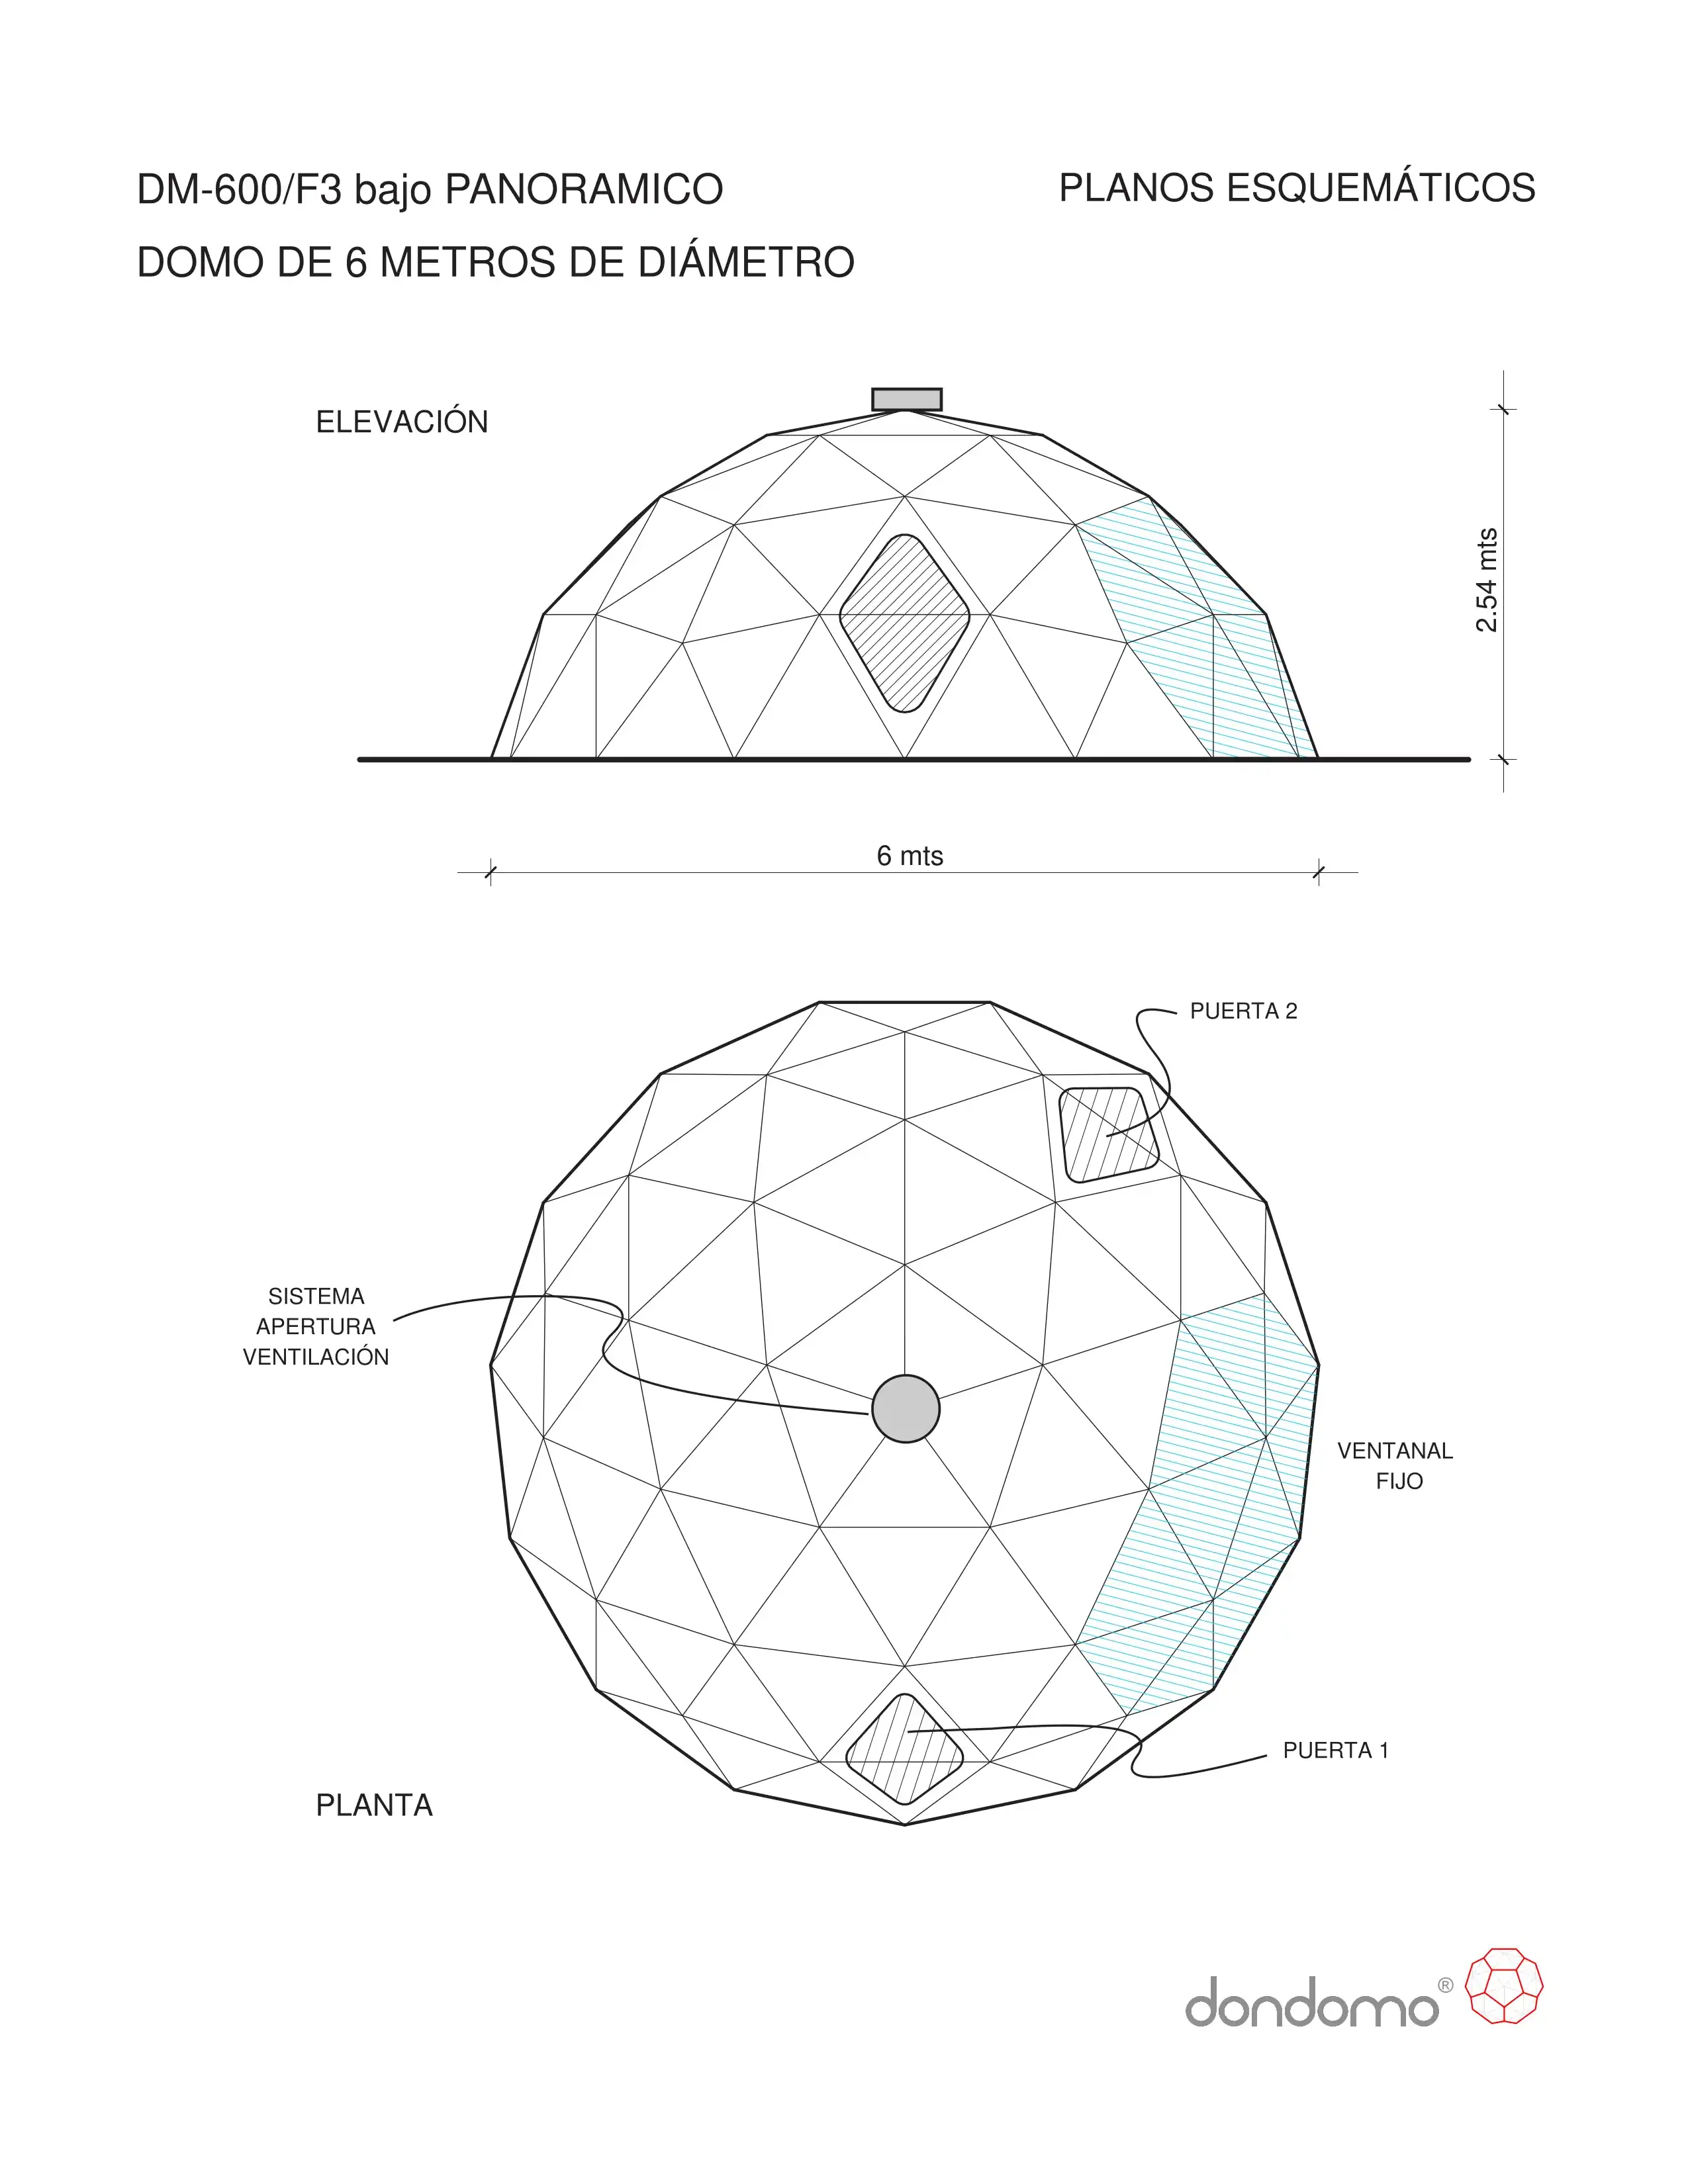 DM-600/F3 bajo PANORAMICO
PLANOS ESQUEMÁTICOS
DOMO DE 6 METROS DE DIÁMETRO
ELEVACIÓN
2.54 mts
6 mts
PUERTA 2
SISTEMA
APERTURA
VENTILACIÓN
VENTANAL
FIJO
PUERTA 1
PLANTA
dondomo®